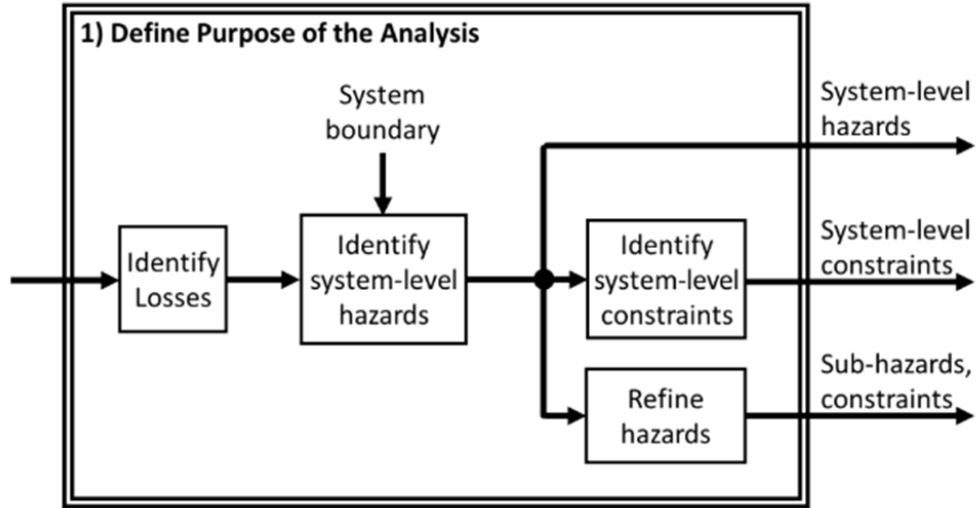 1) Define Purpose of the Analysis
System
boundary
System-level
hazards
Identify
Losses
Identify
system-level
hazards
Identify
system-level
constraints
System-level
constraints
Refine
hazards
Sub-hazards,
constraints